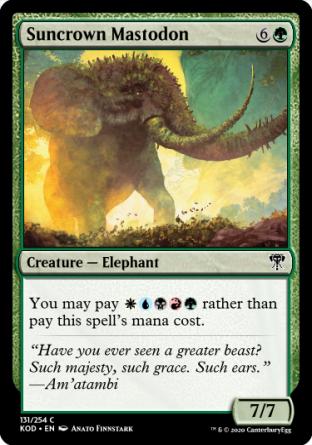 Suncrown Mastodon 6
Creature — Elephant
You may pay rather than
pay this spell's mana cost.
"Have you ever seen a greater beast?
Such majesty, such grace. Such ears."
—Am'atambi
7/7
131/254 C
KOD • EN ANATO FINNSTARK
™ & © 2020 CanterburyEgg